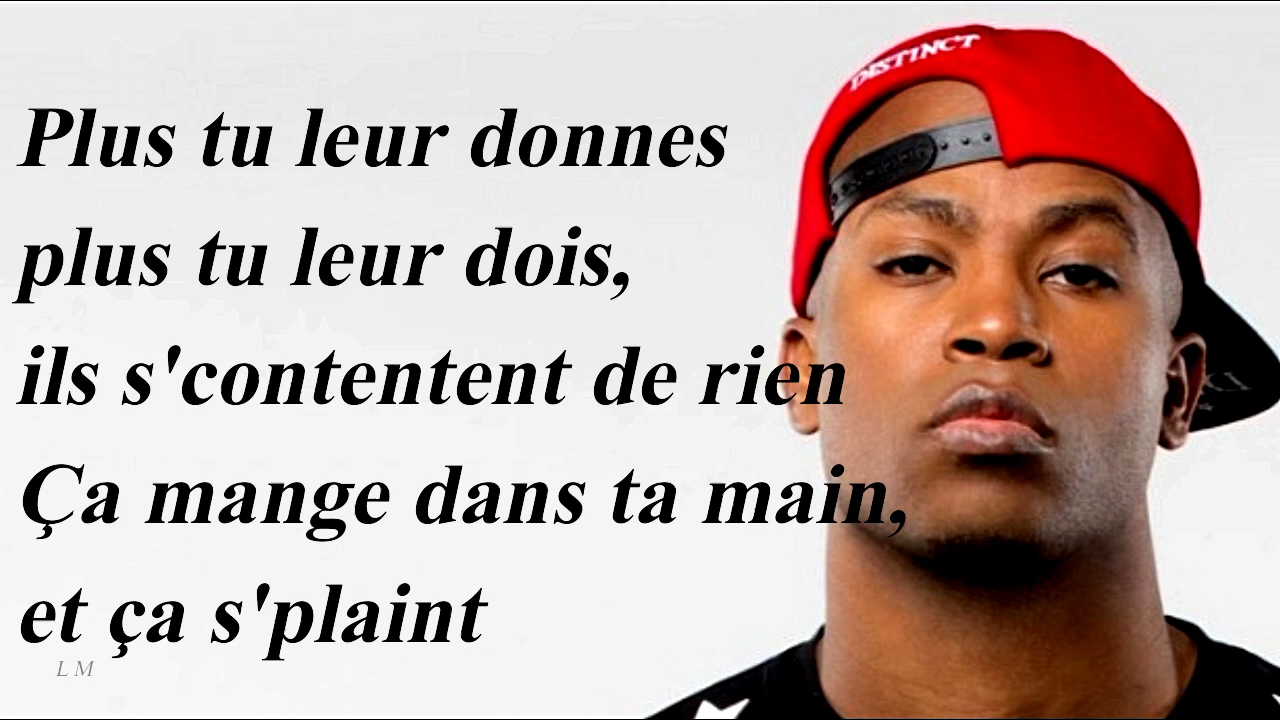 DISTINCT
Plus tu leur donnes
plus tu leur dois,
ils s'contentent de rien
Ça mange dans ta main,
et ça s'plaint
L M